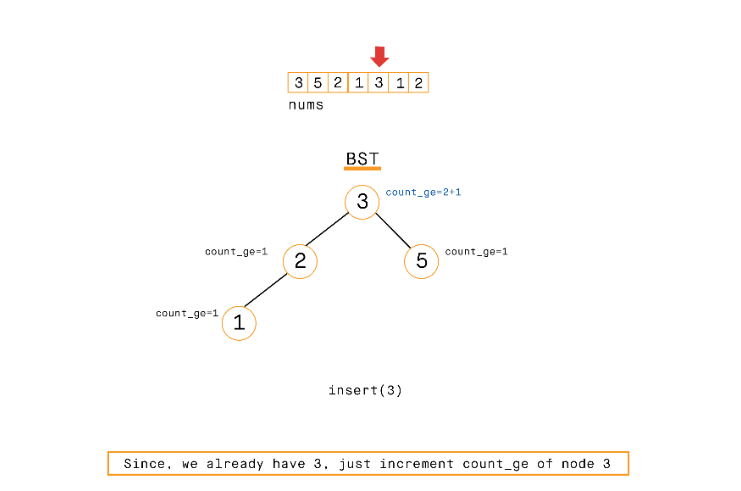 3 5 2 1 3 1 2
nums
BST
3
count_ge=2+1
count_ge=1
2
5
count_ge=1
count_ge=1
1
insert(3)
Since, we already have 3, just increment count_ge of node 3